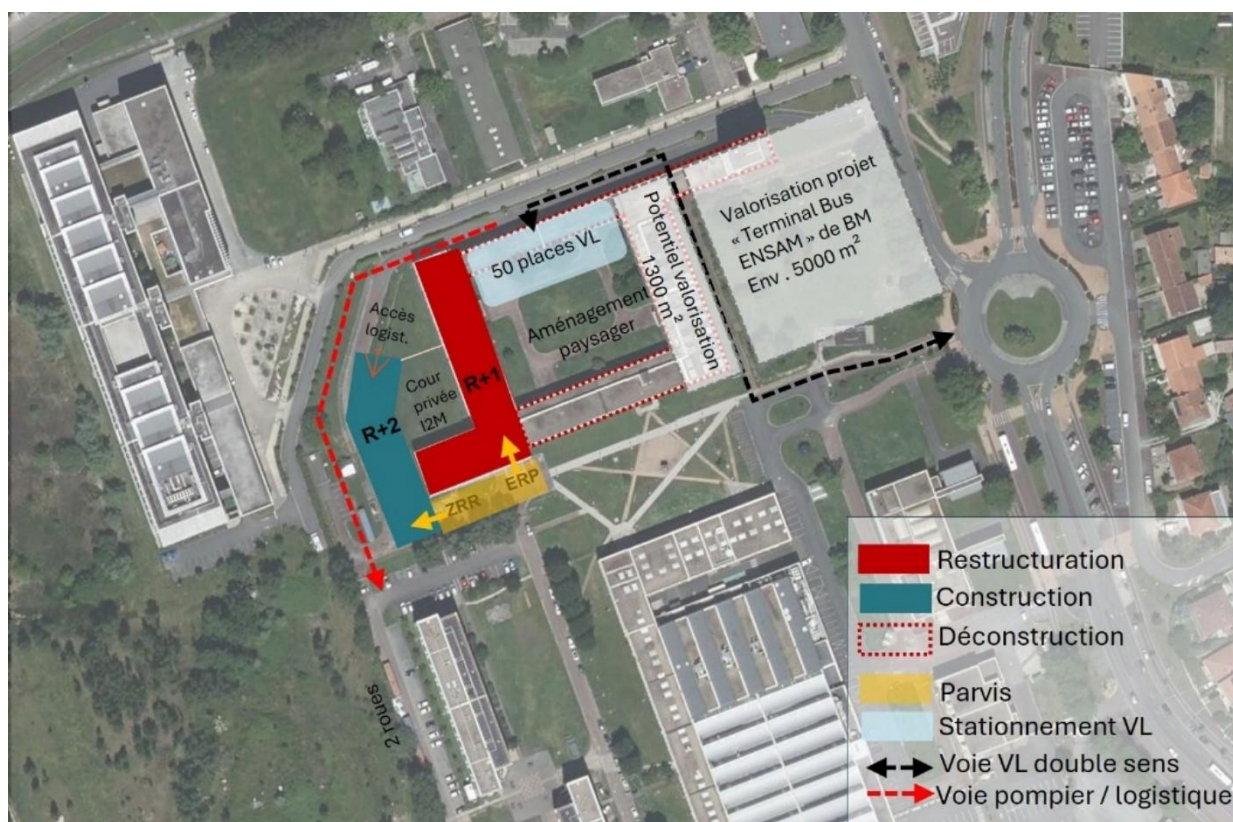 Valorisation projet
« Terminal Bus
ENSAM » de BM
Env . 5000 m²
Potentiel valorisation
1300 m²
50 places VL
Aménagement
paysager
Accès
logist.
Cour
privée
I2M
R+1
R+2
ERP
ZRR
2 roues
Restructuration
Construction
Déconstruction
Parvis
Stationnement VL
Voie VL double sens
Voie pompier / logistique